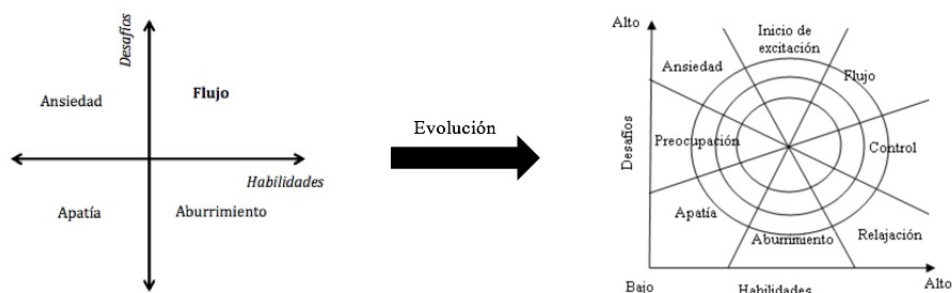 Desafíos
Ansiedad
Flujo
Habilidades
Apatía
Aburrimiento
Evolución
Alto
Inicio de
excitación
Ansiedad
Flujo
Desafíos
Preocupación
Control
Apatía
Aburrimiento
Relajación
Bajo
Habilidades
Alto